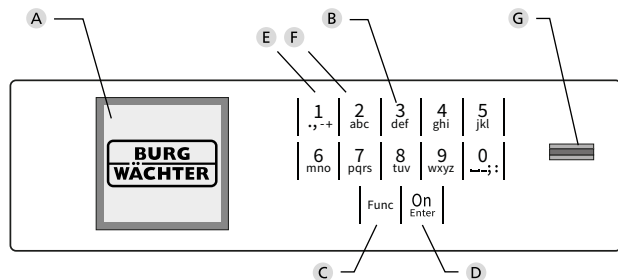 A
B
G
E F
1 2 3 4 5
.,-+ abc def ghi jkl
BURG
WÄCHTER
6 7 8 9 0
mno pqrs tuv wxyz ⎵–;:
Func On
Enter
C
D